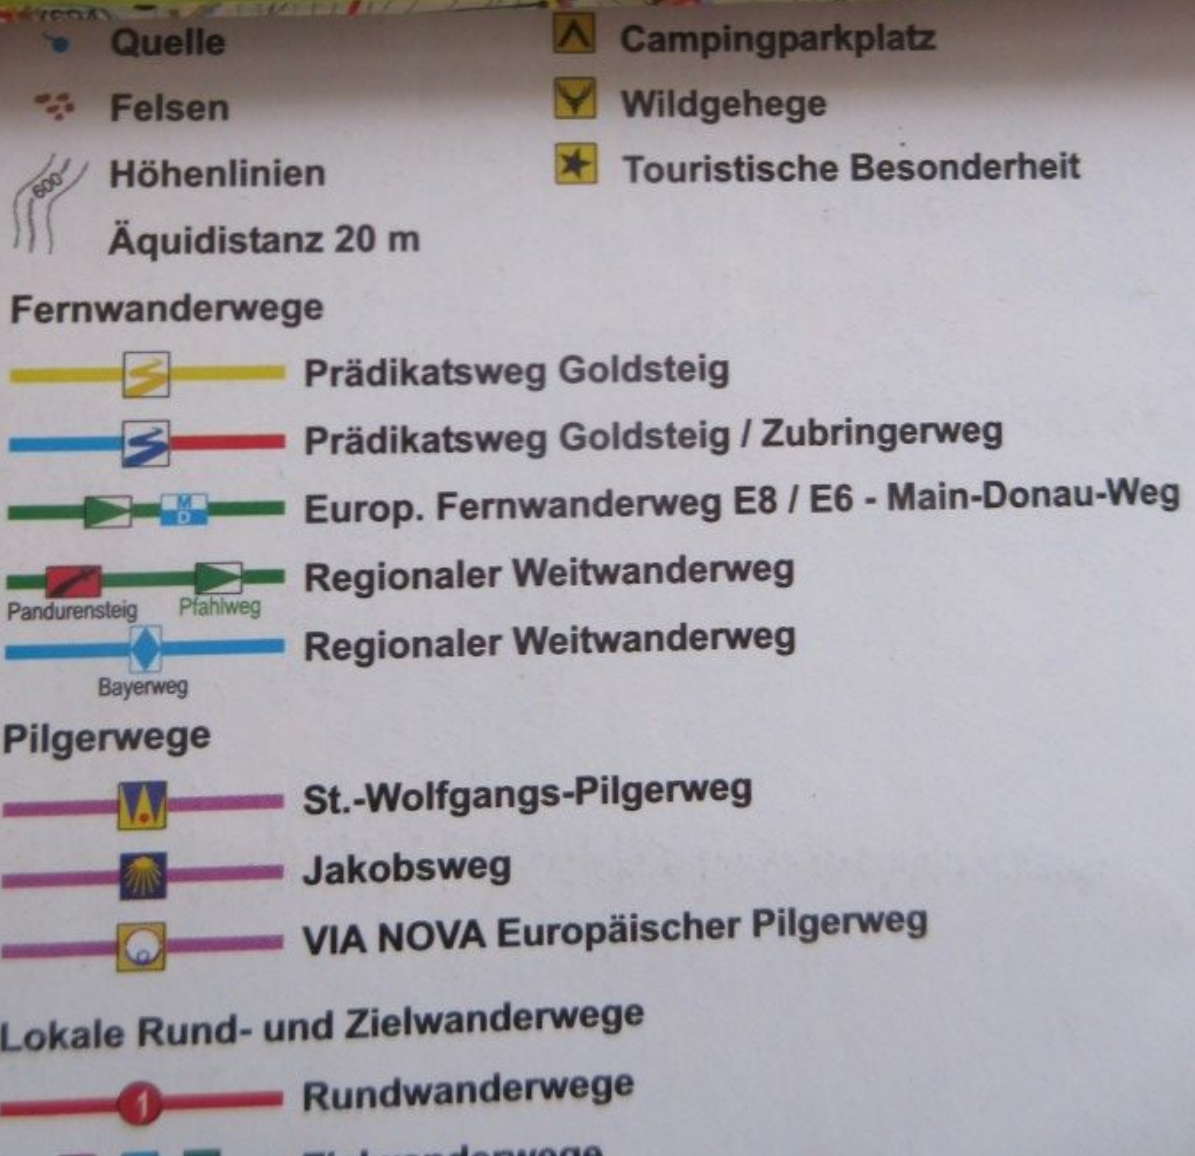 Quelle
Campingparkplatz
Felsen
Wildgehege
600
Höhenlinien
Touristische Besonderheit
Äquidistanz 20 m
Fernwanderwege
Prädikatsweg Goldsteig
Prädikatsweg Goldsteig / Zubringerweg
M
D
Europ. Fernwanderweg E8 / E6 - Main-Donau-Weg
Regionaler Weitwanderweg
Pandurensteig
Pfahlweg
Regionaler Weitwanderweg
Bayerweg
Pilgerwege
St.-Wolfgangs-Pilgerweg
Jakobsweg
VIA NOVA Europäischer Pilgerweg
Lokale Rund- und Zielwanderwege
1
Rundwanderwege